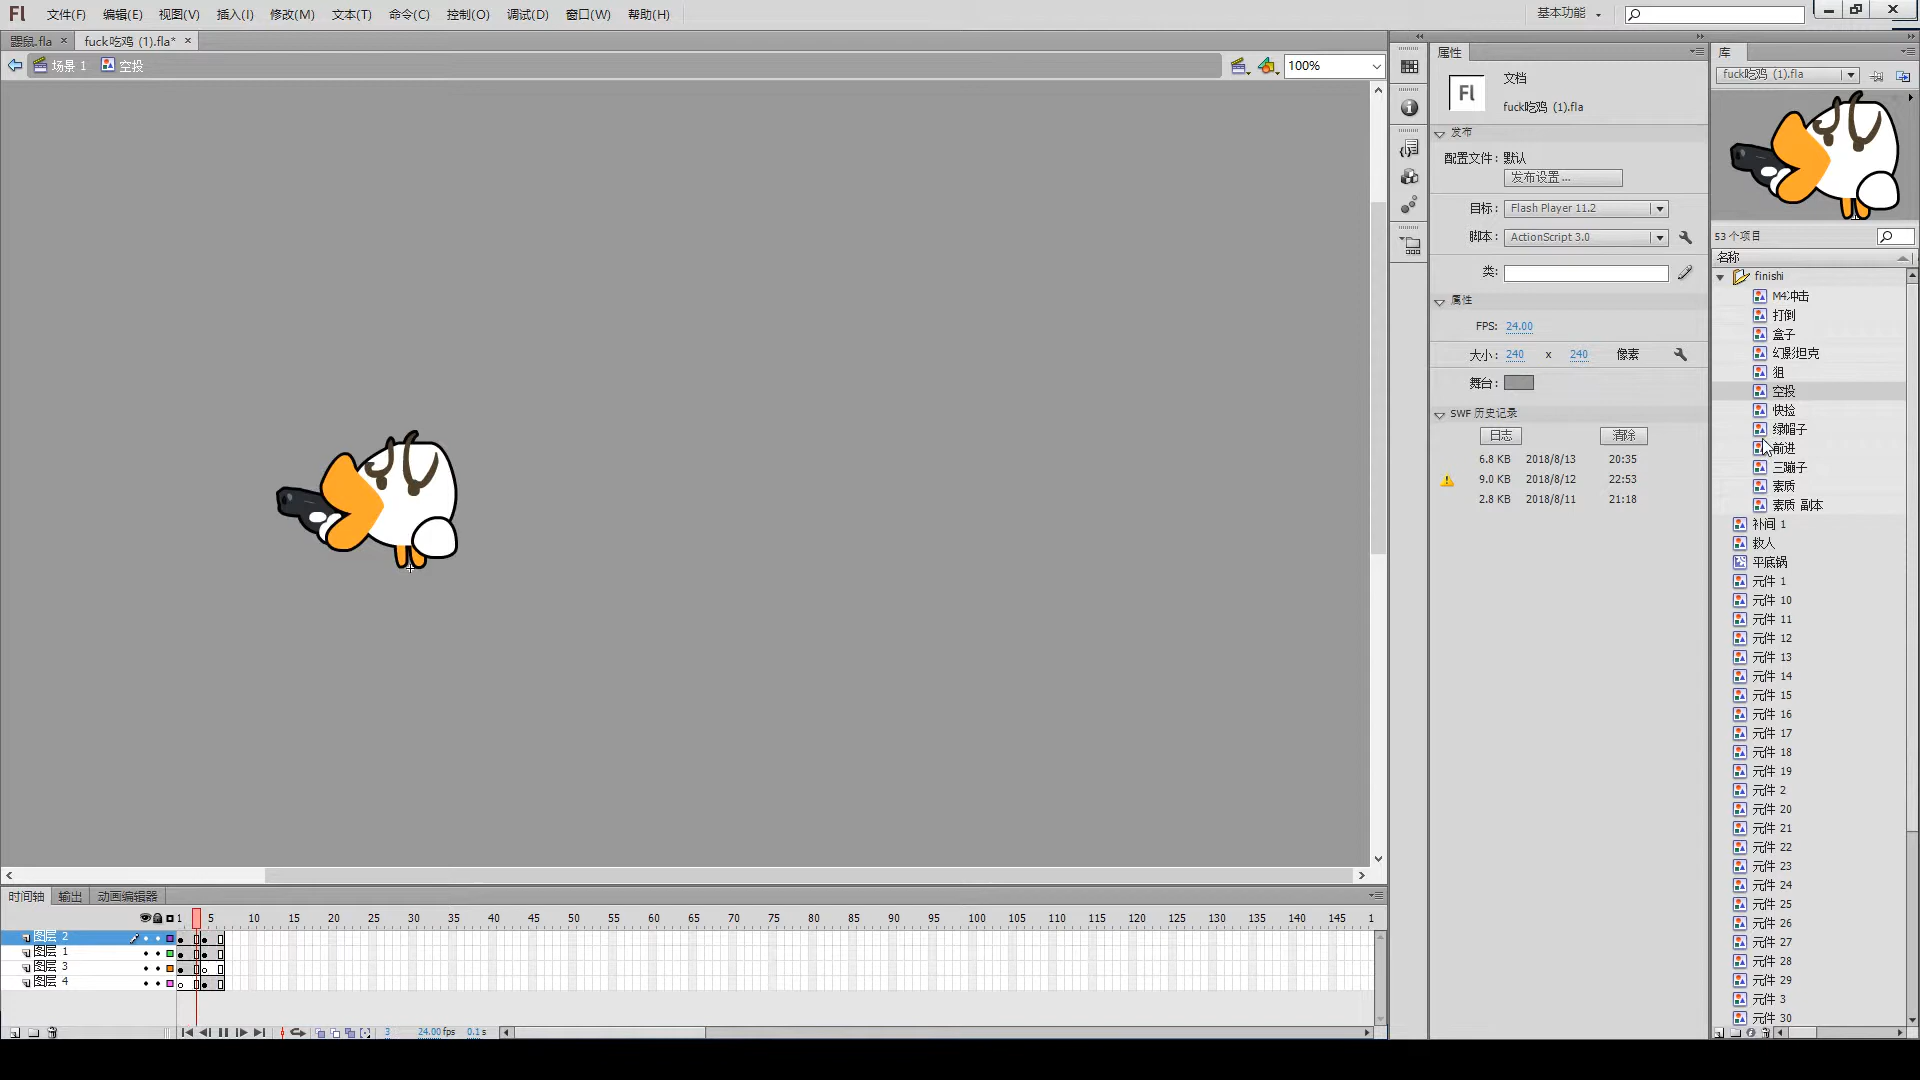 Fl 文件(F) 编辑(E) 视图(V) 插入(I) 修改(M) 文本(T) 命令(C) 控制(O) 调试(D) 窗口(W) 帮助(H) 基本功能
鼹鼠.fla × fuck吃鸡 (1).fla* ×
场景 1 空投 100%
属性
Fl
文档
fuck吃鸡 (1).fla
发布
配置文件: 默认
发布设置...
目标: Flash Player 11.2
脚本: ActionScript 3.0
类:
属性
FPS: 24.00
大小: 240 x 240 像素
舞台:
SWF 历史记录
日志 清除
6.8 KB 2018/8/13 20:35
9.0 KB 2018/8/12 22:53
2.8 KB 2018/8/11 21:18
库
fuck吃鸡 (1).fla
53 个项目
名称
finishi
M4冲击
打倒
盒子
幻影坦克
狙
空投
快捡
绿帽子
前进
三蹦子
素质
素质 副本
补间 1
救人
平底锅
元件 1
元件 10
元件 11
元件 12
元件 13
元件 14
元件 15
元件 16
元件 17
元件 18
元件 19
元件 2
元件 20
元件 21
元件 22
元件 23
元件 24
元件 25
元件 26
元件 27
元件 28
元件 29
元件 3
元件 30
时间轴 输出 动画编辑器
1 5 10 15 20 25 30 35 40 45 50 55 60 65 70 75 80 85 90 95 100 105 110 115 120 125 130 135 140 145 1
图层 2
图层 1
图层 3
图层 4
3 24.00 fps 0.1 s